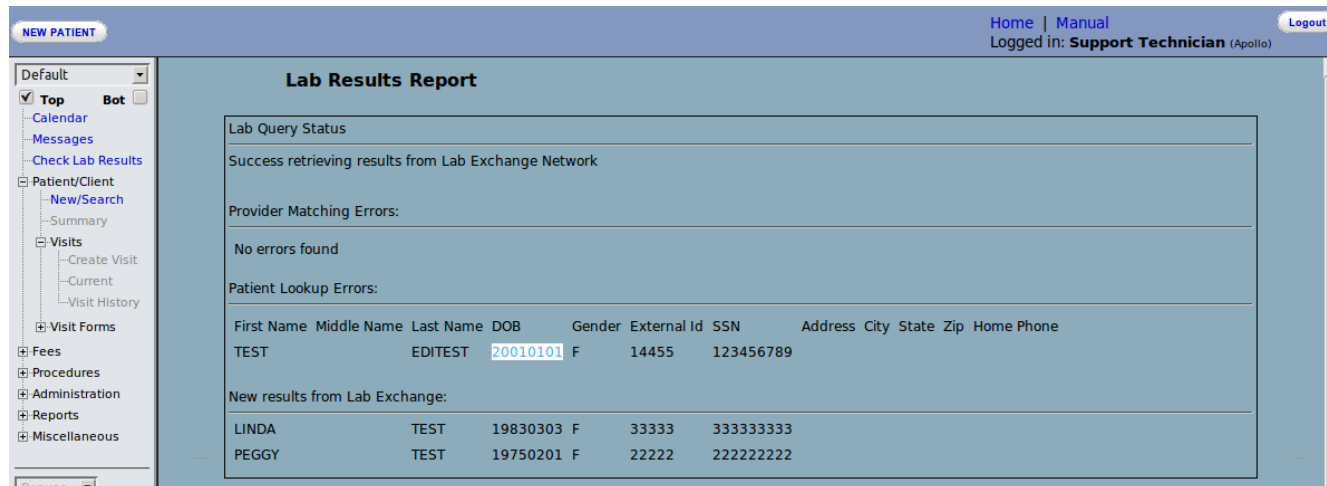 NEW PATIENT
Home | Manual
Logged in: Support Technician (Apollo)
Logout
Default
Top Bot
Calendar
Messages
Check Lab Results
Patient/Client
New/Search
Summary
Visits
Create Visit
Current
Visit History
Visit Forms
Fees
Procedures
Administration
Reports
Miscellaneous
Lab Results Report
Lab Query Status
Success retrieving results from Lab Exchange Network
Provider Matching Errors:
No errors found
Patient Lookup Errors:
First Name Middle Name Last Name DOB Gender External Id SSN Address City State Zip Home Phone
TEST EDITEST 20010101 F 14455 123456789
New results from Lab Exchange:
LINDA TEST 19830303 F 33333 333333333
PEGGY TEST 19750201 F 22222 222222222